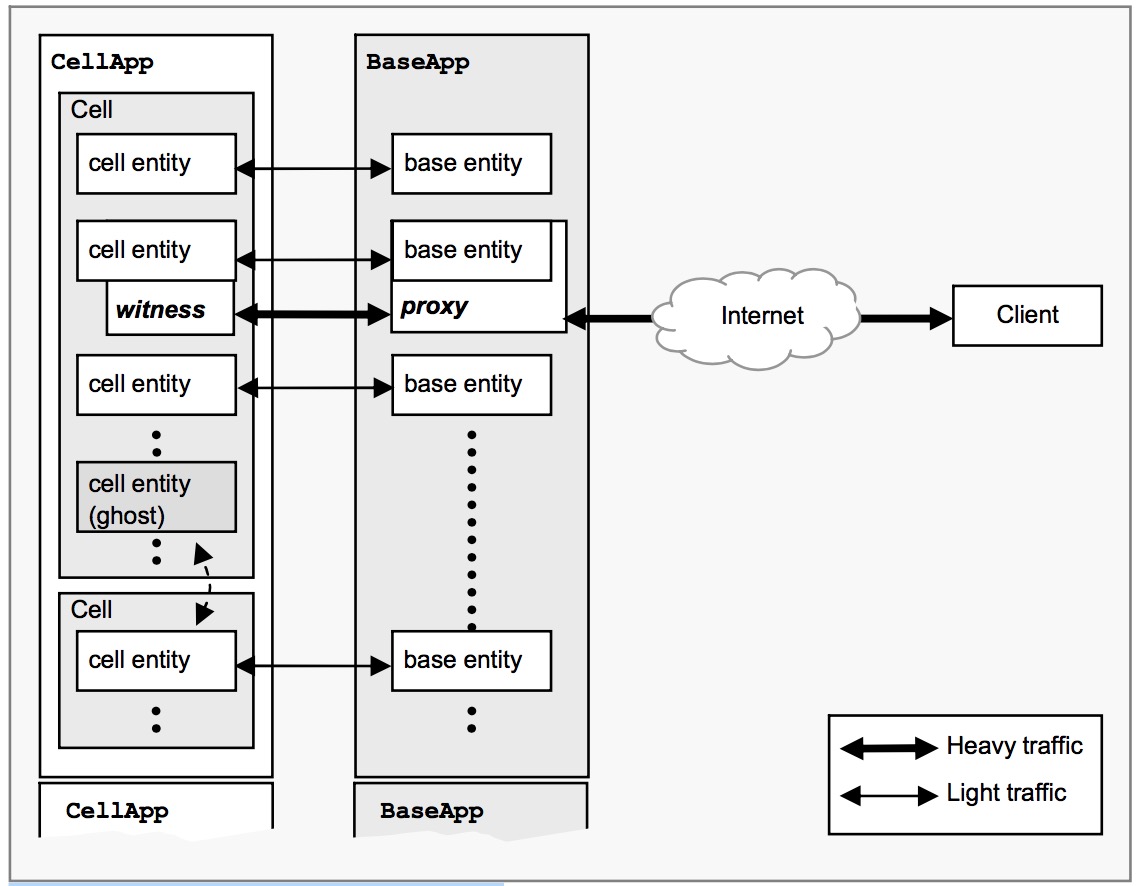 CellApp
Cell
cell entity
cell entity
witness
cell entity
cell entity
(ghost)
Cell
cell entity
CellApp
BaseApp
base entity
base entity
proxy
base entity
base entity
BaseApp
Internet
Client
Heavy traffic
Light traffic